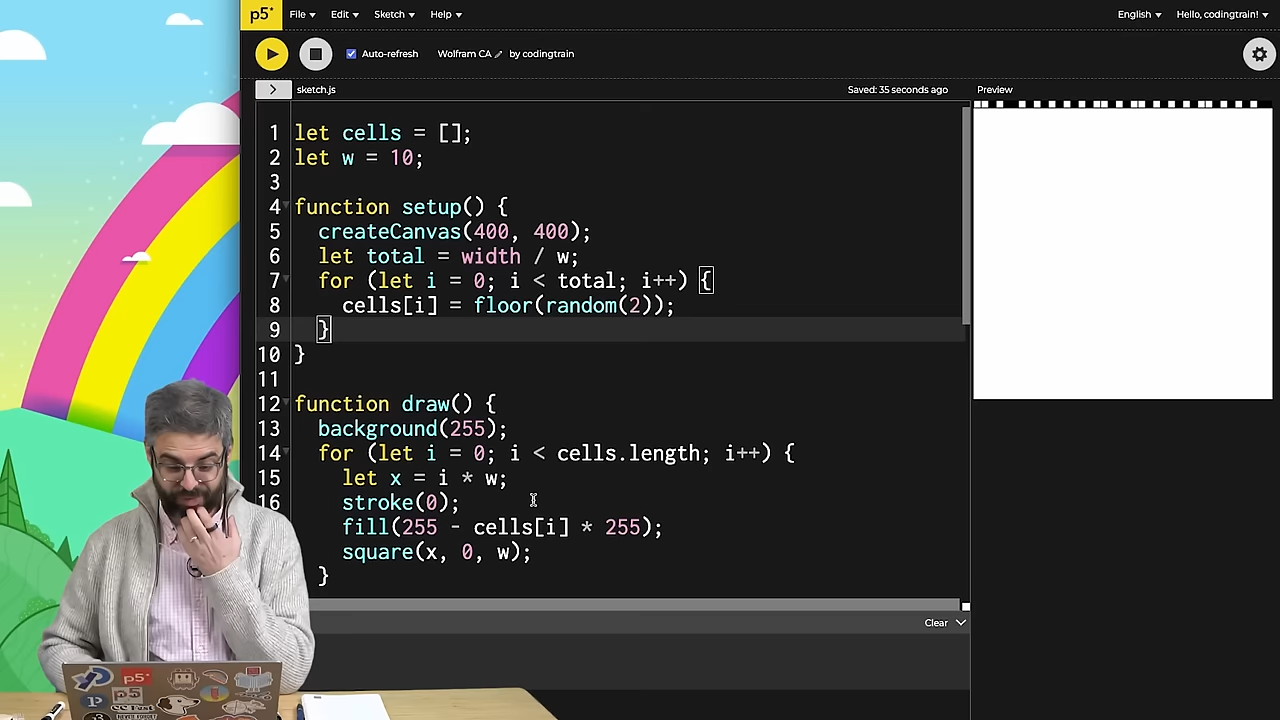 p5* File Edit Sketch Help English Hello, codingtrain!
Auto-refresh Wolfram CA by codingtrain
> sketch.js Saved: 35 seconds ago Preview
1 let cells = [];
2 let w = 10;
3
4 function setup() {
5 createCanvas(400, 400);
6 let total = width / w;
7 for (let i = 0; i < total; i++) {
8 cells[i] = floor(random(2));
9 }
10 }
11
12 function draw() {
13 background(255);
14 for (let i = 0; i < cells.length; i++) {
15 let x = i * w;
16 stroke(0);
fill(255 - cells[i] * 255);
square(x, 0, w);
}
Clear
p5*